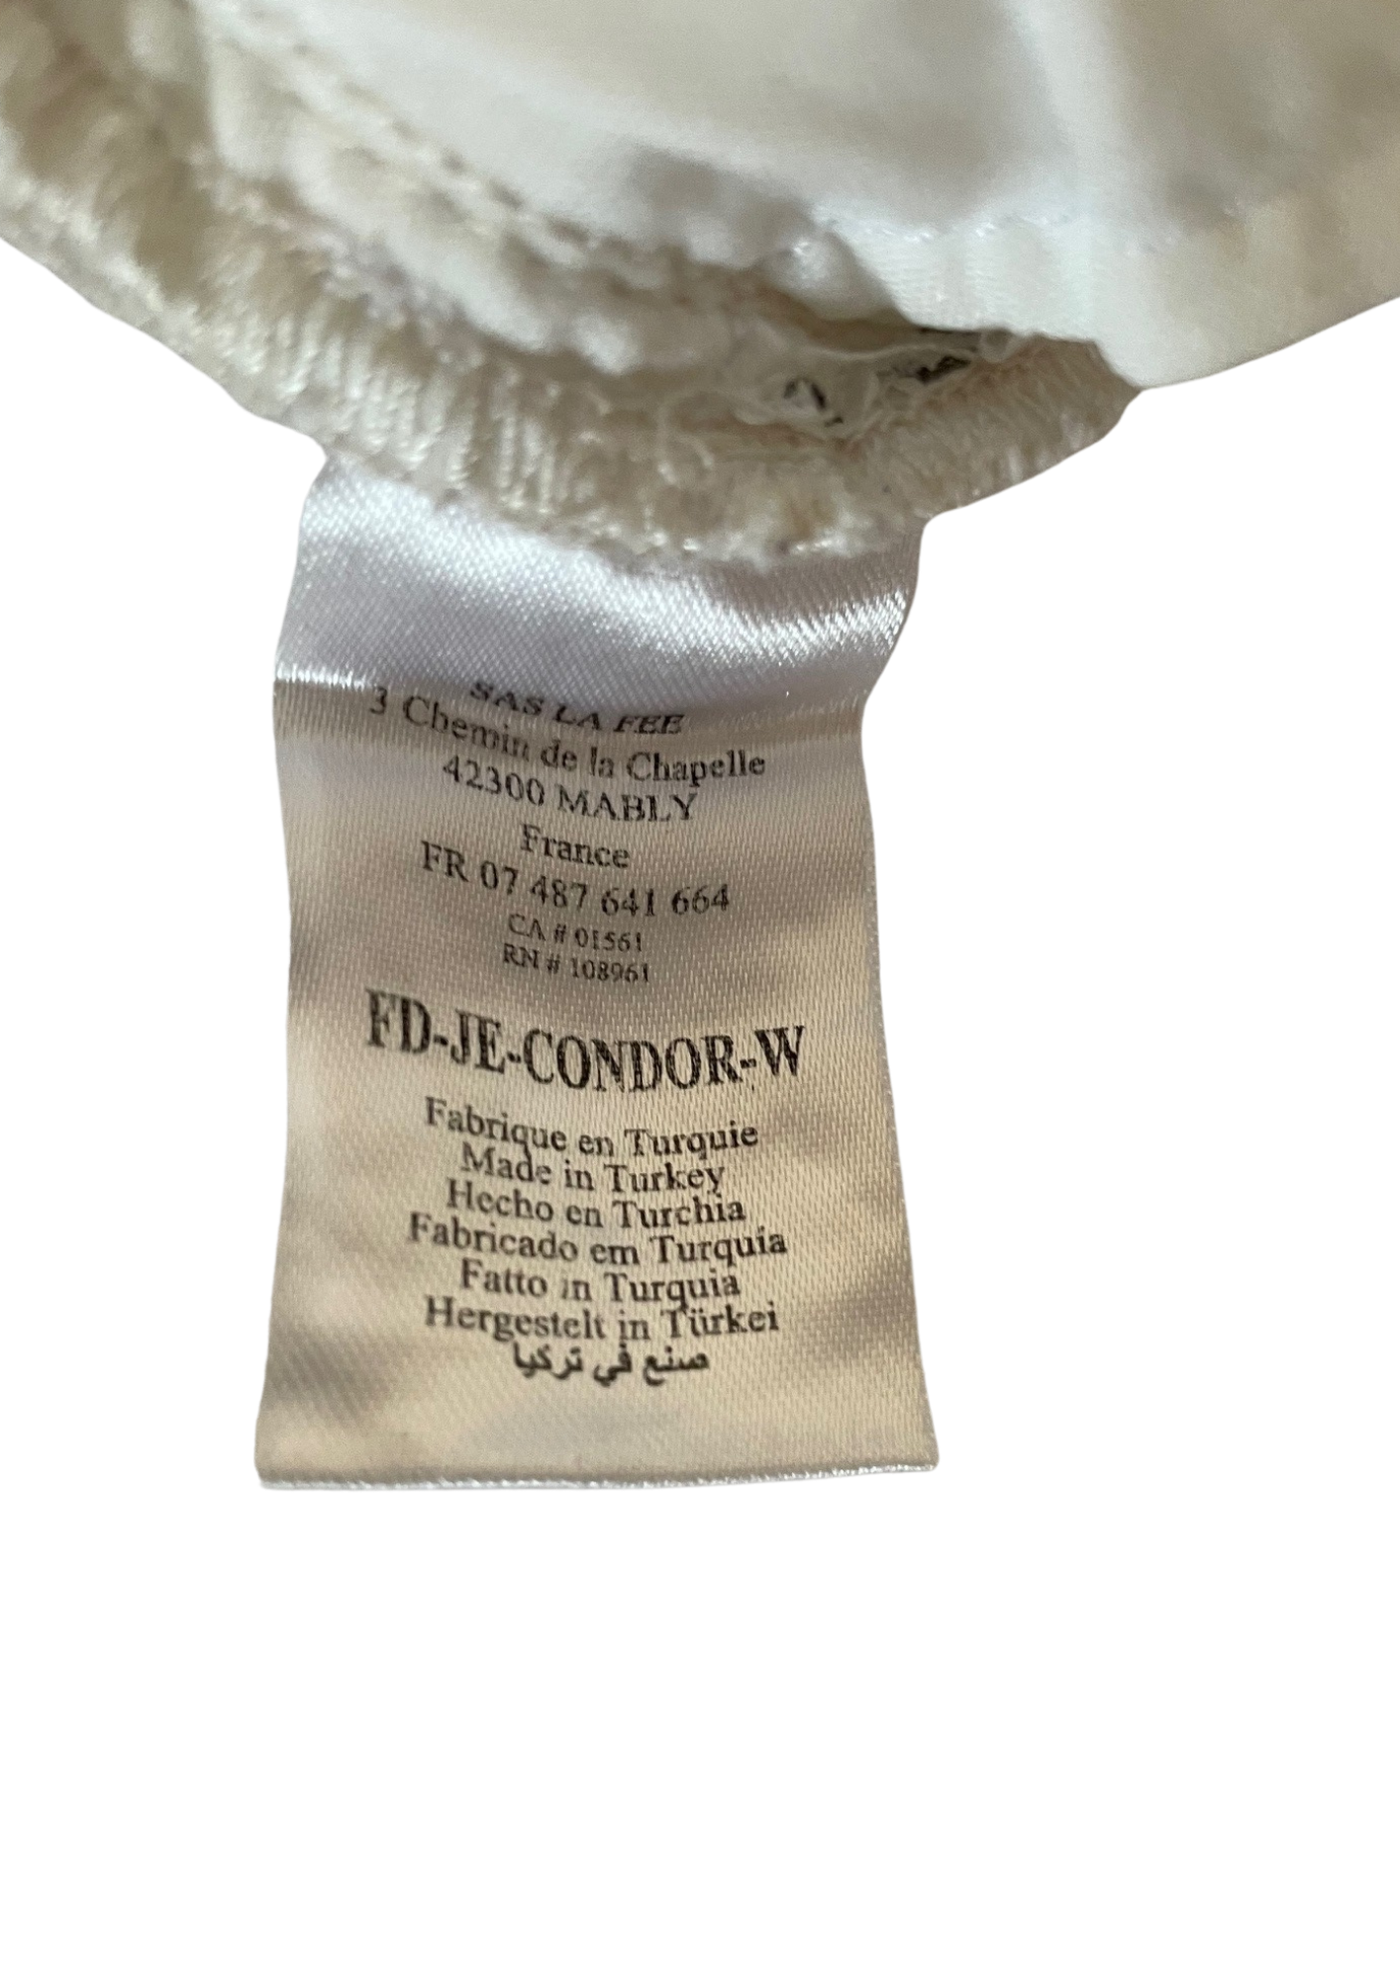 SAS LA FEE
3 Chemin de la Chapelle
42300 MABLY
France
FR 07 487 641 664
CA # 01561
RN # 108961
FD-JE-CONDOR-W
Fabrique en Turquie
Made in Turkey
Hecho en Turchia
Fabricado em Turquia
Fatto in Turquia
Hergestelt in Türkei
صنع في تركيا